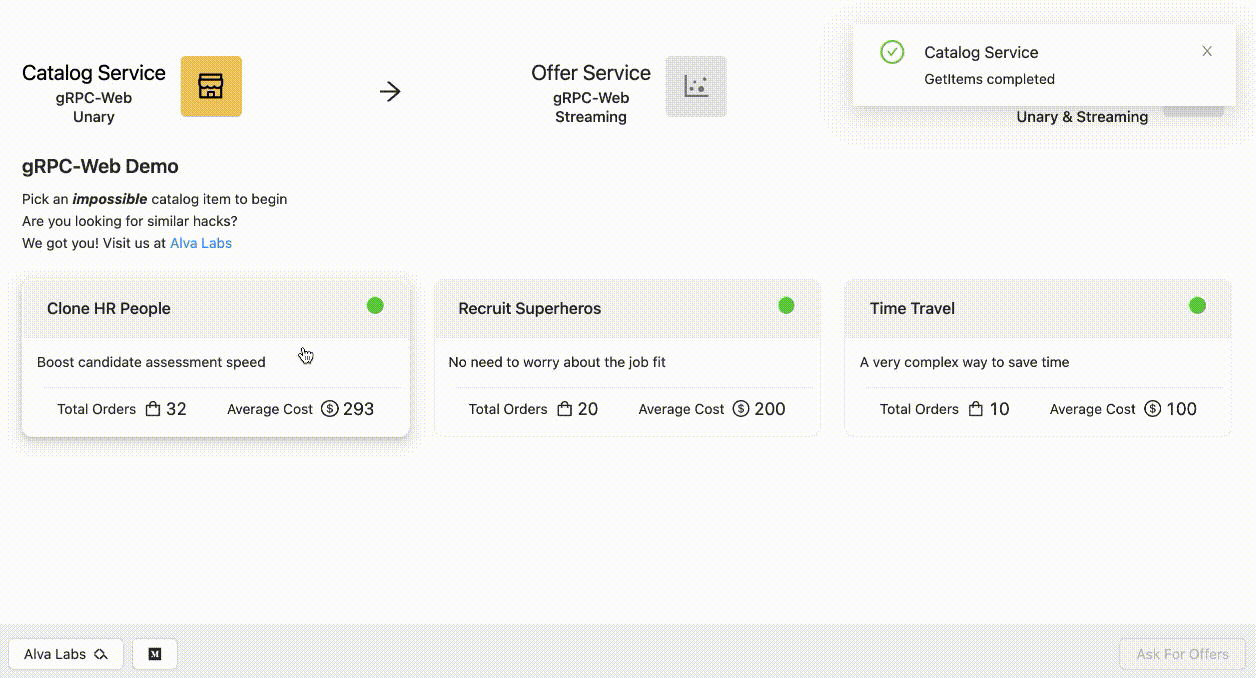 Catalog Service
gRPC-Web
Unary
Offer Service
gRPC-Web
Streaming
Catalog Service
X
GetItems completed
Unary & Streaming
gRPC-Web Demo
Pick an impossible catalog item to begin
Are you looking for similar hacks?
We got you! Visit us at Alva Labs
Clone HR People
Boost candidate assessment speed
Total Orders 32 Average Cost $ 293
Recruit Superheros
No need to worry about the job fit
Total Orders 20 Average Cost $ 200
Time Travel
A very complex way to save time
Total Orders 10 Average Cost $ 100
Alva Labs
M
Ask For Offers